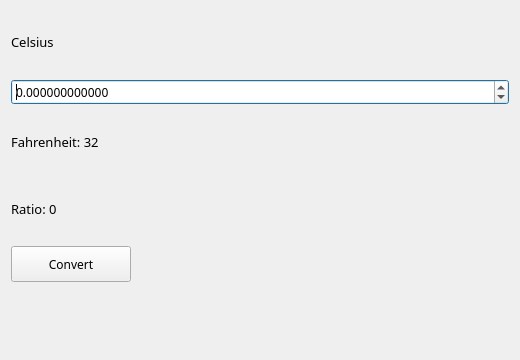 Celsius
0.000000000000
Fahrenheit: 32
Ratio: 0
Convert